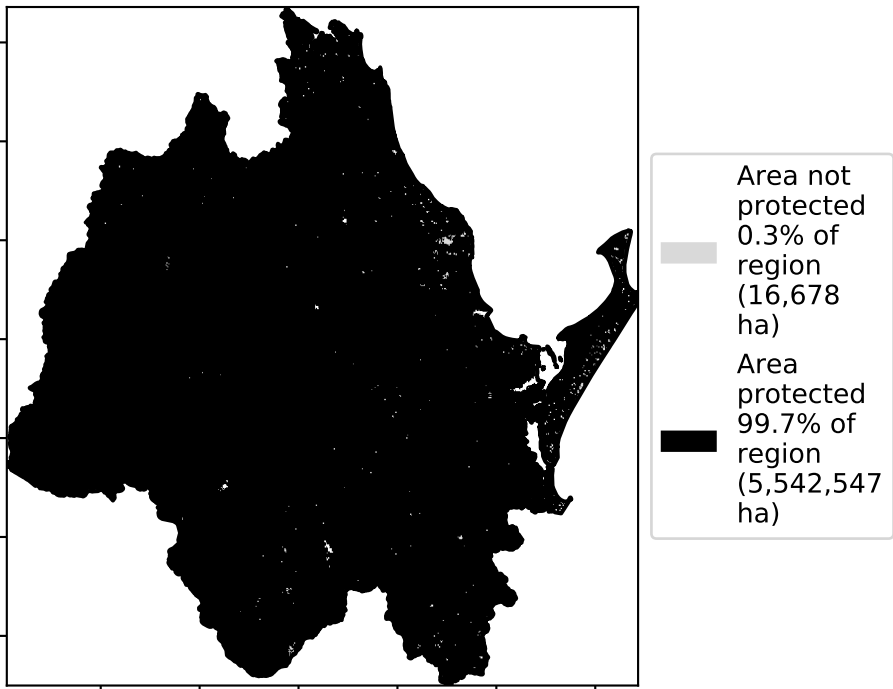 Area not
protected
0.3% of
region
(16,678
ha)
Area
protected
99.7% of
region
(5,542,547
ha)